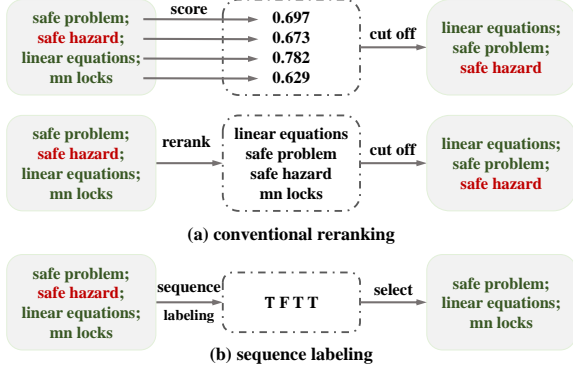 safe problem;
safe hazard;
linear equations;
mn locks
score
0.697
0.673
0.782
0.629
cut off
linear equations;
safe problem;
safe hazard
safe problem;
safe hazard;
linear equations;
mn locks
rerank
linear equations
safe problem
safe hazard
mn locks
cut off
linear equations;
safe problem;
safe hazard
(a) conventional reranking
safe problem;
safe hazard;
linear equations;
mn locks
sequence
labeling
T F T T
select
safe problem;
linear equations;
mn locks
(b) sequence labeling